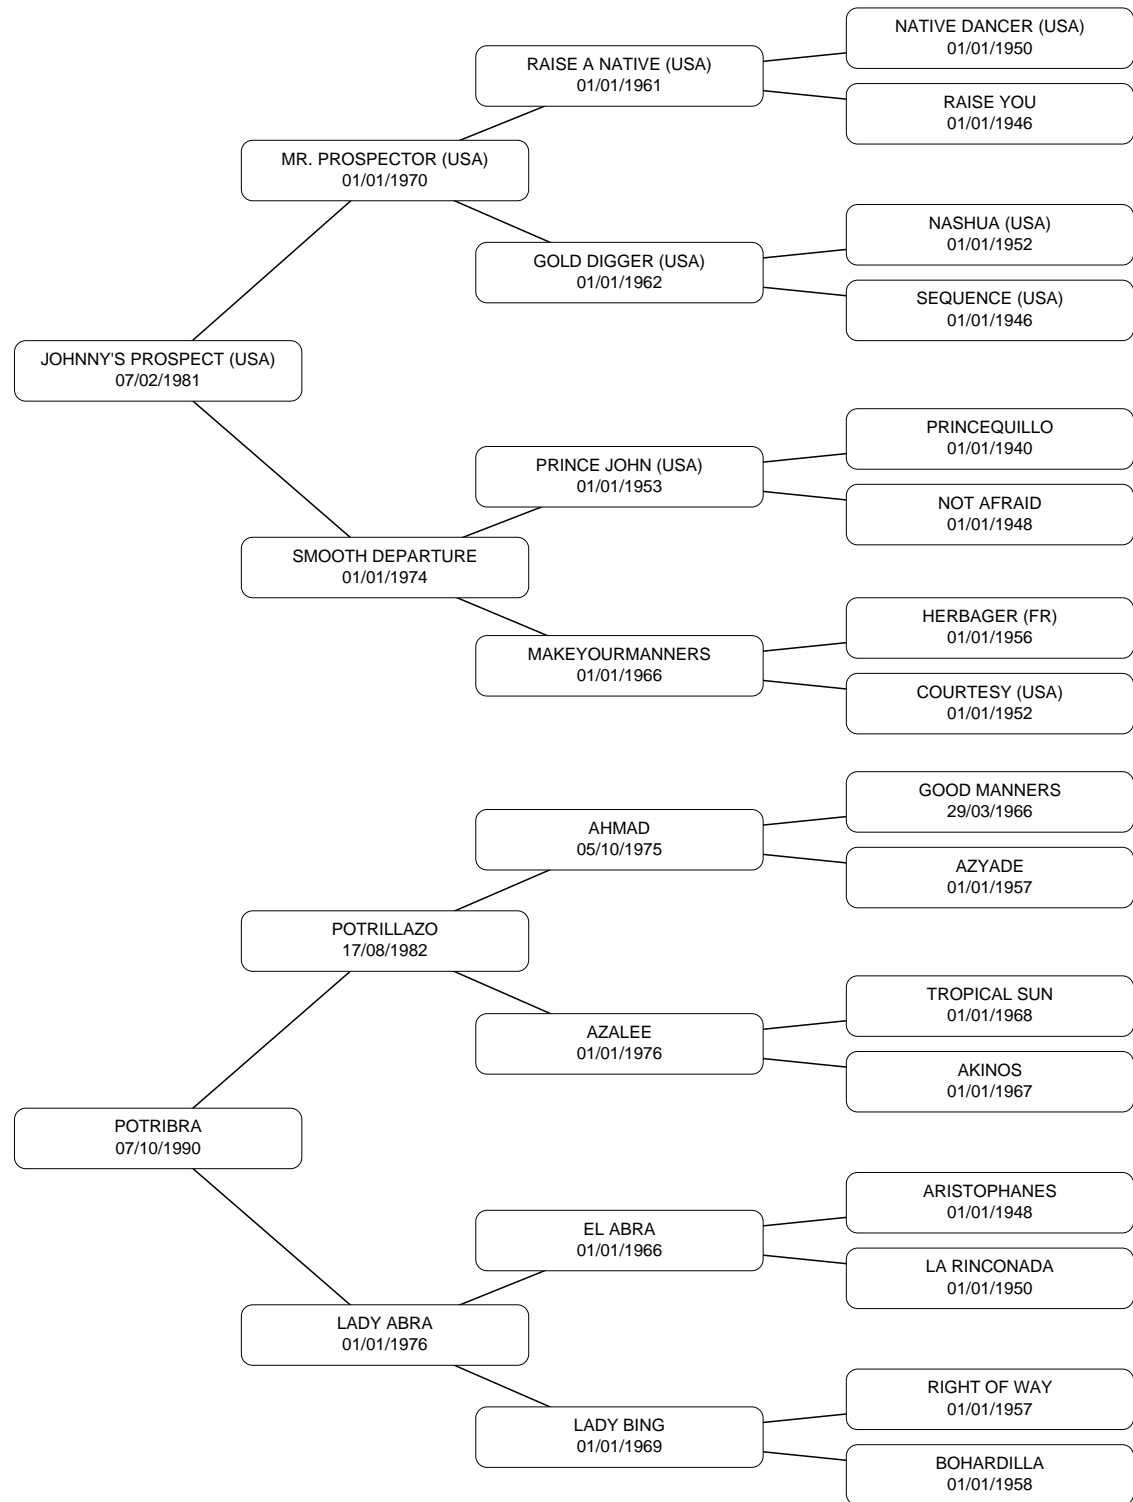 NATIVE DANCER (USA)
01/01/1950
RAISE A NATIVE (USA)
01/01/1961
RAISE YOU
01/01/1946
MR. PROSPECTOR (USA)
01/01/1970
NASHUA (USA)
01/01/1952
GOLD DIGGER (USA)
01/01/1962
SEQUENCE (USA)
01/01/1946
JOHNNY'S PROSPECT (USA)
07/02/1981
PRINCEQUILLO
01/01/1940
PRINCE JOHN (USA)
01/01/1953
NOT AFRAID
01/01/1948
SMOOTH DEPARTURE
01/01/1974
HERBAGER (FR)
01/01/1956
MAKEYOURMANNERS
01/01/1966
COURTESY (USA)
01/01/1952
GOOD MANNERS
29/03/1966
AHMAD
05/10/1975
AZYADE
01/01/1957
POTRILLAZO
17/08/1982
TROPICAL SUN
01/01/1968
AZALEE
01/01/1976
AKINOS
01/01/1967
POTRIBRA
07/10/1990
ARISTOPHANES
01/01/1948
EL ABRA
01/01/1966
LA RINCONADA
01/01/1950
LADY ABRA
01/01/1976
RIGHT OF WAY
01/01/1957
LADY BING
01/01/1969
BOHARDILLA
01/01/1958